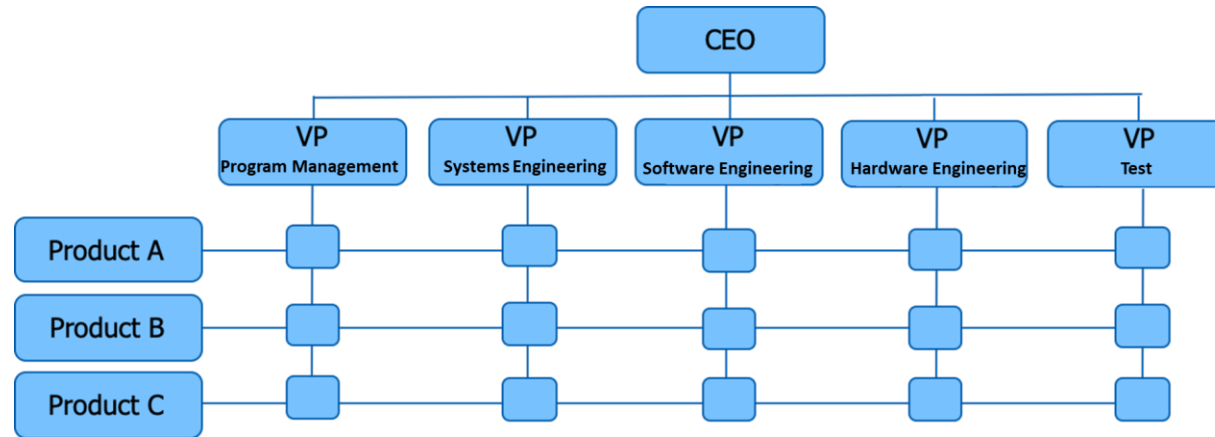 CEO
VP
Program Management
VP
Systems Engineering
VP
Software Engineering
VP
Hardware Engineering
VP
Test
Product A
Product B
Product C